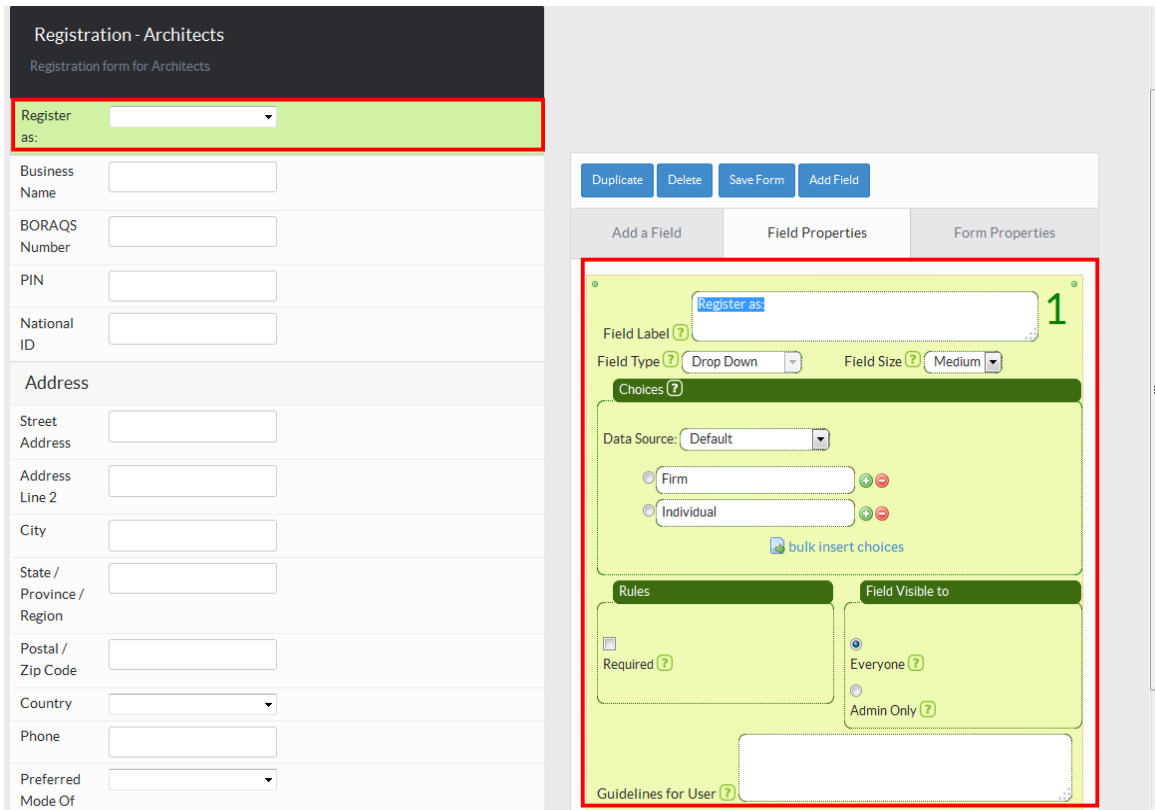 Registration - Architects
Registration form for Architects
Register
as:
Business
Name
BORAQS
Number
PIN
National
ID
Address
Street
Address
Address
Line 2
City
State /
Province /
Region
Postal /
Zip Code
Country
Phone
Preferred
Mode Of
Duplicate Delete Save Form Add Field
Add a Field Field Properties Form Properties
Register as:
1
Field Label ?
Field Type ? Drop Down Field Size ? Medium
Choices ?
Data Source: Default
Firm
Individual
bulk insert choices
Rules Field Visible to
Required ?
Everyone ?
Admin Only ?
Guidelines for User ?